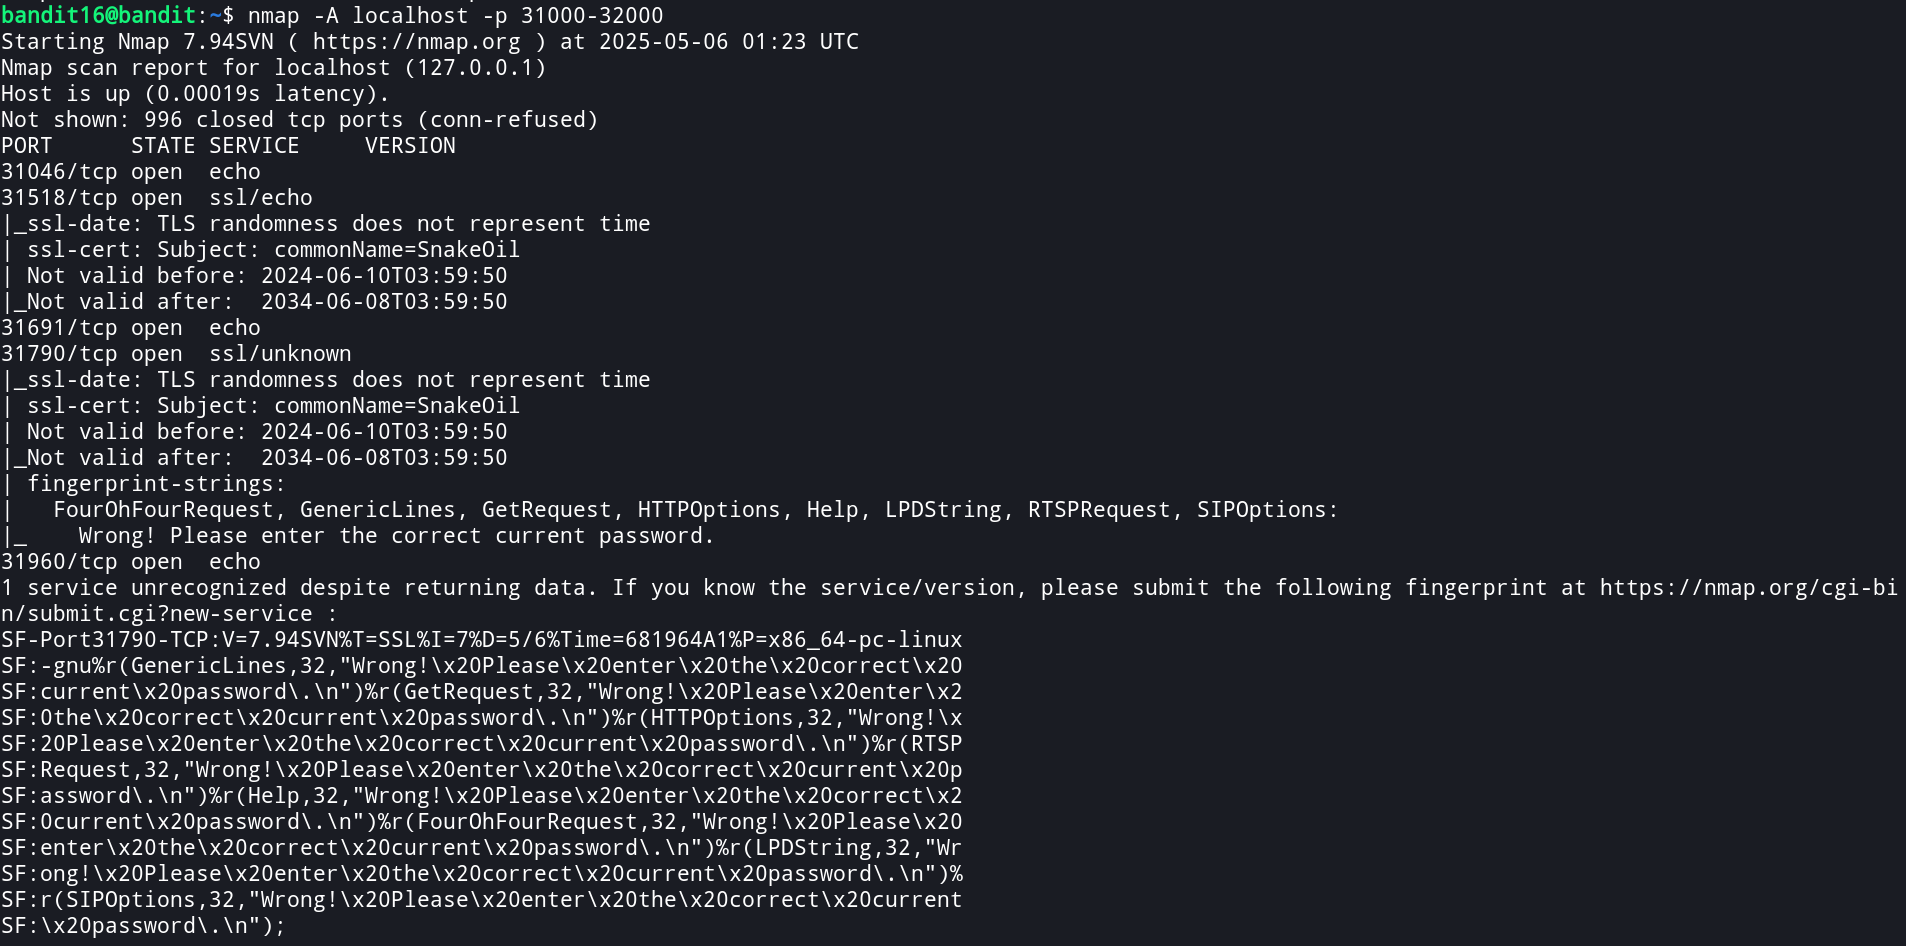 bandit16@bandit:~$ nmap -A localhost -p 31000-32000
Starting Nmap 7.94SVN ( https://nmap.org ) at 2025-05-06 01:23 UTC
Nmap scan report for localhost (127.0.0.1)
Host is up (0.00019s latency).
Not shown: 996 closed tcp ports (conn-refused)
PORT      STATE SERVICE     VERSION
31046/tcp open  echo
31518/tcp open  ssl/echo
|_ssl-date: TLS randomness does not represent time
| ssl-cert: Subject: commonName=SnakeOil
| Not valid before: 2024-06-10T03:59:50
|_Not valid after:  2034-06-08T03:59:50
31691/tcp open  echo
31790/tcp open  ssl/unknown
|_ssl-date: TLS randomness does not represent time
| ssl-cert: Subject: commonName=SnakeOil
| Not valid before: 2024-06-10T03:59:50
|_Not valid after:  2034-06-08T03:59:50
| fingerprint-strings:
|   FourOhFourRequest, GenericLines, GetRequest, HTTPOptions, Help, LPDString, RTSPRequest, SIPOptions:
|_    Wrong! Please enter the correct current password.
31960/tcp open  echo
1 service unrecognized despite returning data. If you know the service/version, please submit the following fingerprint at https://nmap.org/cgi-bi
n/submit.cgi?new-service :
SF-Port31790-TCP:V=7.94SVN%T=SSL%I=7%D=5/6%Time=681964A1%P=x86_64-pc-linux
SF:-gnu%r(GenericLines,32,"Wrong!\x20Please\x20enter\x20the\x20correct\x20
SF:current\x20password\.\n")%r(GetRequest,32,"Wrong!\x20Please\x20enter\x2
SF:0the\x20correct\x20current\x20password\.\n")%r(HTTPOptions,32,"Wrong!\x
SF:20Please\x20enter\x20the\x20correct\x20current\x20password\.\n")%r(RTSP
SF:Request,32,"Wrong!\x20Please\x20enter\x20the\x20correct\x20current\x20p
SF:assword\.\n")%r(Help,32,"Wrong!\x20Please\x20enter\x20the\x20correct\x2
SF:0current\x20password\.\n")%r(FourOhFourRequest,32,"Wrong!\x20Please\x20
SF:enter\x20the\x20correct\x20current\x20password\.\n")%r(LPDString,32,"Wr
SF:ong!\x20Please\x20enter\x20the\x20correct\x20current\x20password\.\n")%
SF:r(SIPOptions,32,"Wrong!\x20Please\x20enter\x20the\x20correct\x20current
SF:\x20password\.\n");